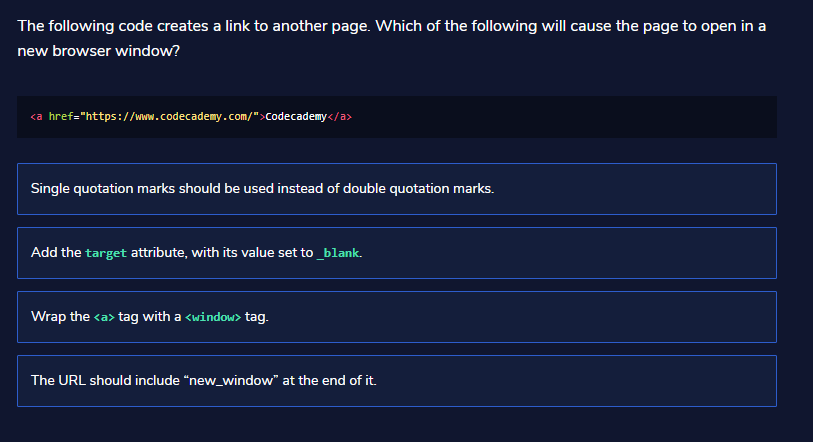 The following code creates a link to another page. Which of the following will cause the page to open in a
new browser window?
<a href="https://www.codecademy.com/">Codecademy</a>
Single quotation marks should be used instead of double quotation marks.
Add the target attribute, with its value set to _blank.
Wrap the <a> tag with a <window> tag.
The URL should include “new_window” at the end of it.